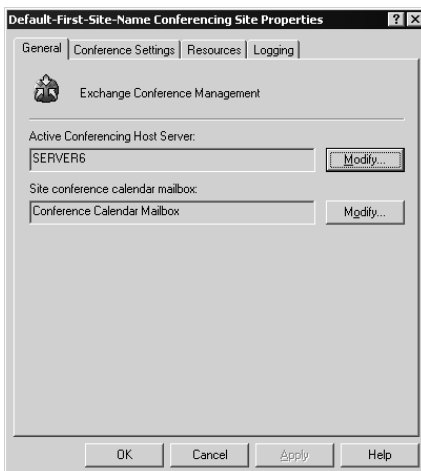 Default-First-Site-Name Conferencing Site Properties
General Conference Settings Resources Logging
Exchange Conference Management
Active Conferencing Host Server:
SERVER6 Modify...
Site conference calendar mailbox:
Conference Calendar Mailbox Modify...
OK Cancel Apply Help